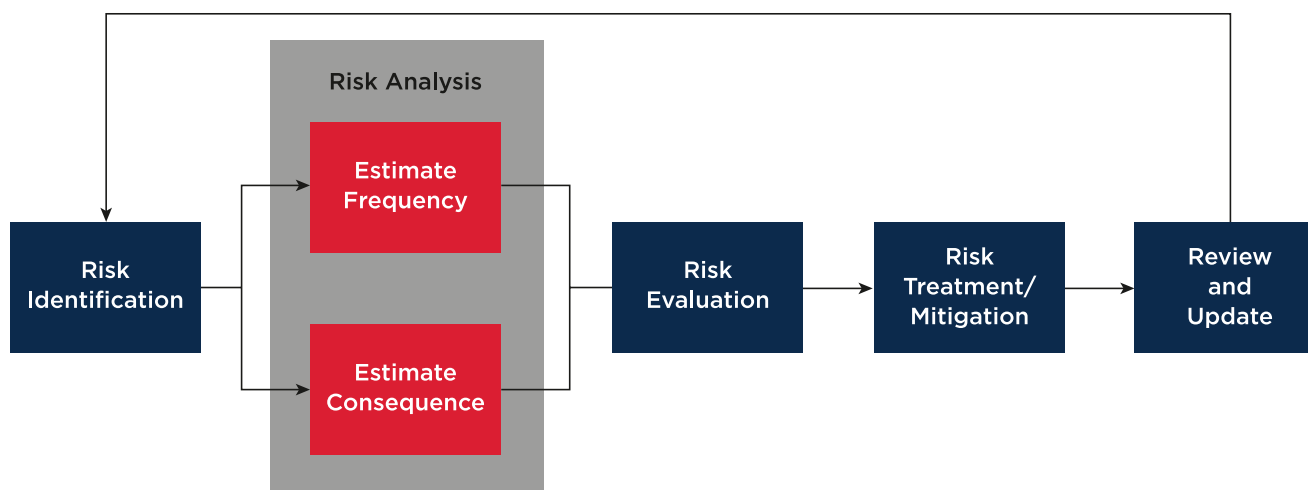 Risk Analysis
Estimate
Frequency
Risk
Identification
Estimate
Consequence
Risk
Evaluation
Risk
Treatment/
Mitigation
Review
and
Update